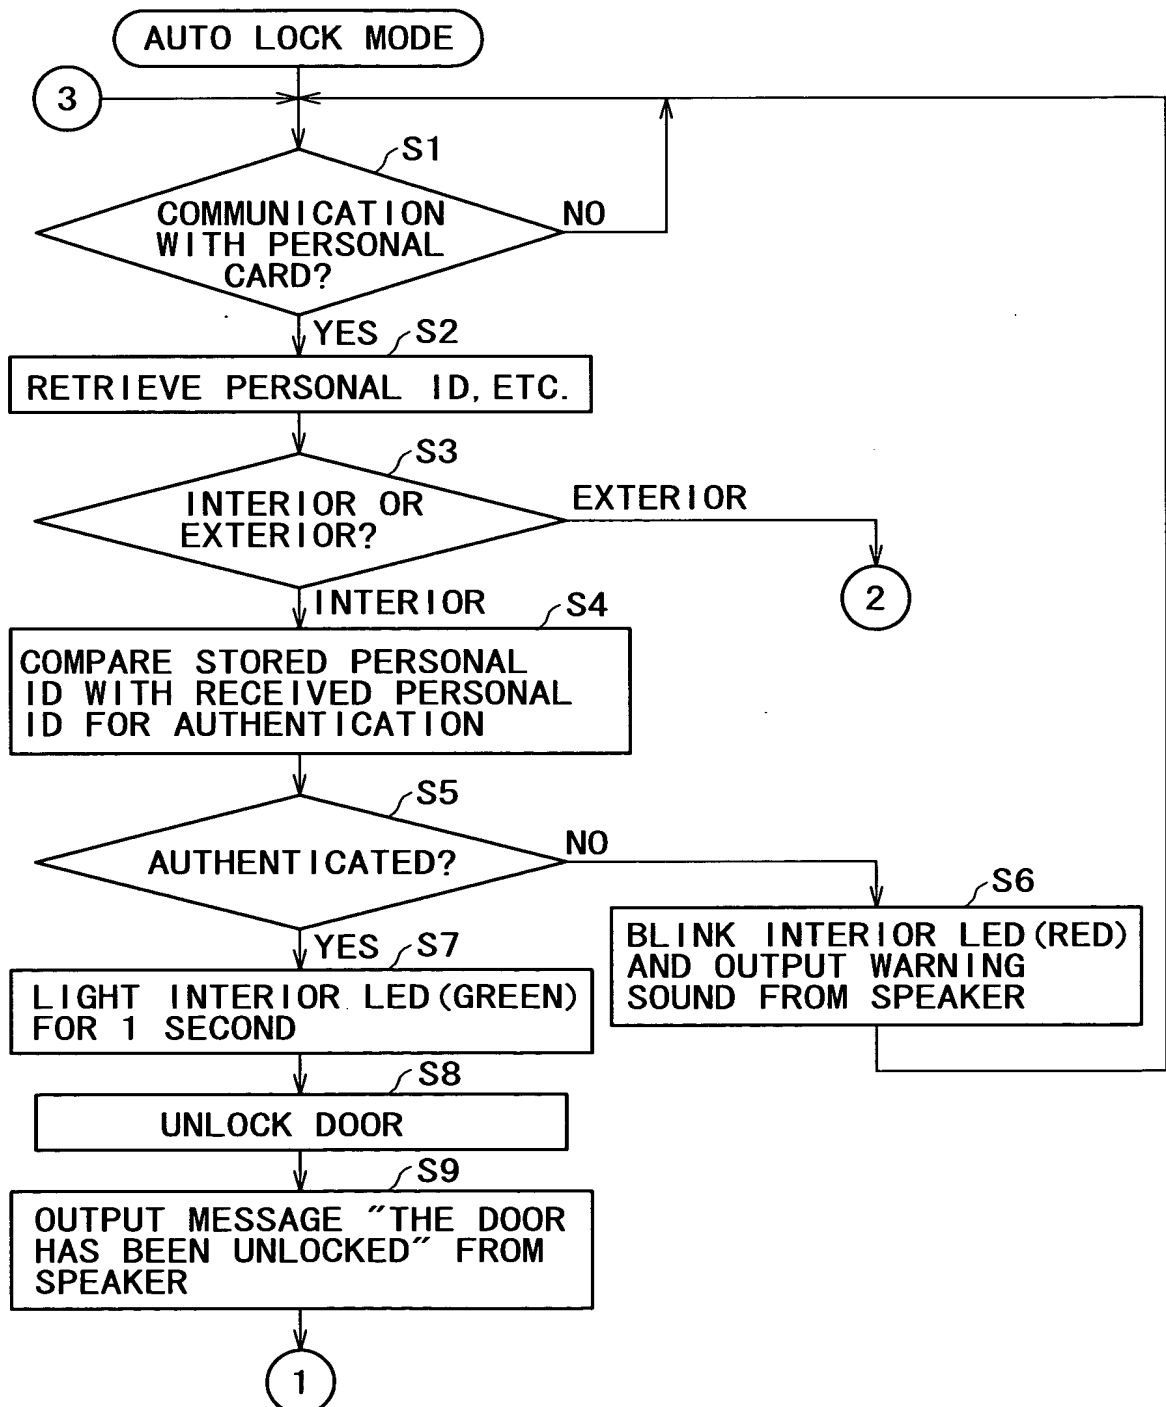 AUTO LOCK MODE
3
S1
COMMUNICATION
WITH PERSONAL
CARD?
NO
YES
S2
RETRIEVE PERSONAL ID, ETC.
S3
INTERIOR OR
EXTERIOR?
EXTERIOR
2
INTERIOR
S4
COMPARE STORED PERSONAL
ID WITH RECEIVED PERSONAL
ID FOR AUTHENTICATION
S5
AUTHENTICATED?
NO
S6
BLINK INTERIOR LED (RED)
AND OUTPUT WARNING
SOUND FROM SPEAKER
YES
S7
LIGHT INTERIOR LED (GREEN)
FOR 1 SECOND
S8
UNLOCK DOOR
S9
OUTPUT MESSAGE "THE DOOR
HAS BEEN UNLOCKED" FROM
SPEAKER
1